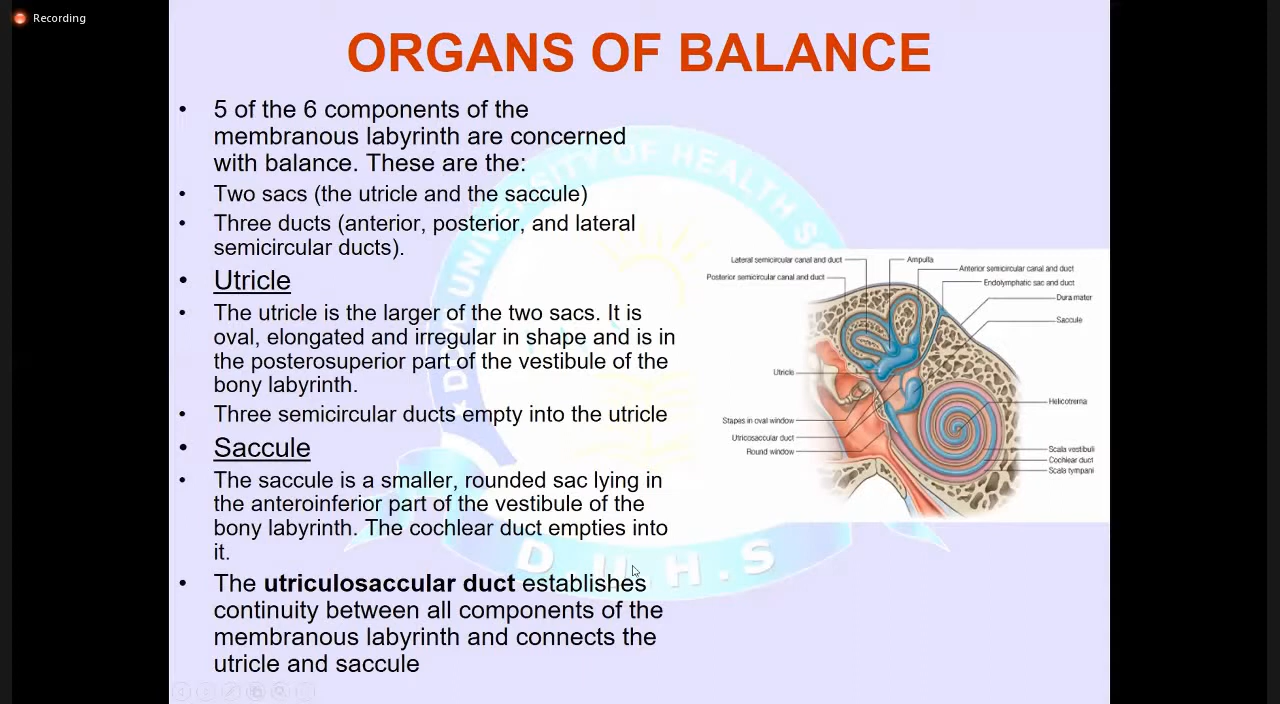 Recording
ORGANS OF BALANCE
• 5 of the 6 components of the
membranous labyrinth are concerned
with balance. These are the:
• Two sacs (the utricle and the saccule)
• Three ducts (anterior, posterior, and lateral
semicircular ducts).
• Utricle
• The utricle is the larger of the two sacs. It is
oval, elongated and irregular in shape and is in
the posterosuperior part of the vestibule of the
bony labyrinth.
• Three semicircular ducts empty into the utricle
• Saccule
• The saccule is a smaller, rounded sac lying in
the anteroinferior part of the vestibule of the
bony labyrinth. The cochlear duct empties into
it.
• The utriculosaccular duct establishes
continuity between all components of the
membranous labyrinth and connects the
utricle and saccule
Lateral semicircular canal and duct
Posterior semicircular canal and duct
Ampulla
Anterior semicircular canal and duct
Endolymphatic sac and duct
Dura mater
Saccule
Utricle
Stapes in oval window
Utricosaccular duct
Round window
Helicotrema
Scala vestibuli
Cochlear duct
Scala tympani
UNIVERSITY OF HEALTH
D.U.H.S